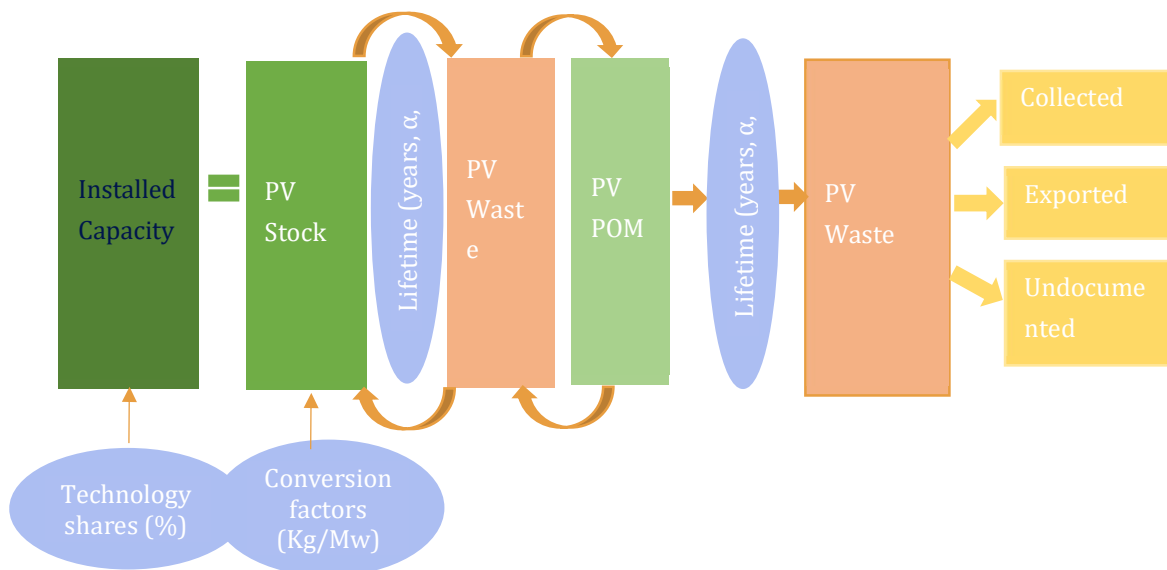 Installed
Capacity
PV
Stock
Lifetime (years, α,
PV
Wast
e
PV
POM
Lifetime (years, α,
PV
Waste
Collected
Exported
Undocume
nted
Technology
shares (%)
Conversion
factors
(Kg/Mw)